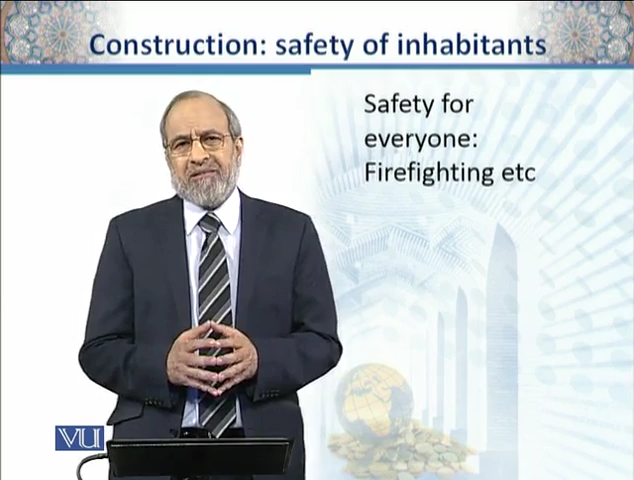 Construction: safety of inhabitants
Safety for
everyone:
Firefighting etc
VU